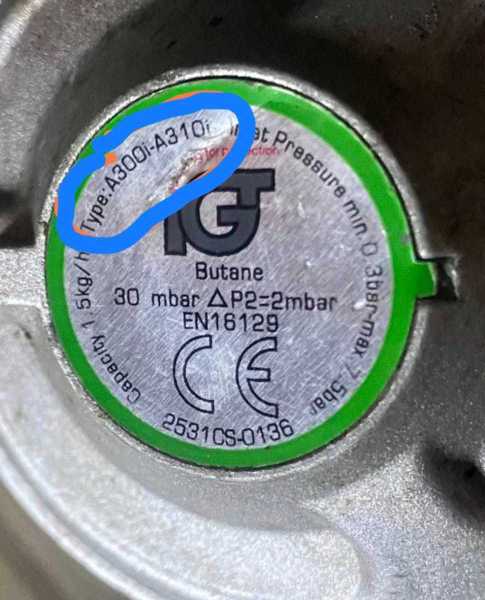 Type:A300i-A310i
Inlet Pressure min. 0.3bar-max.7.5bar
Capacity 1.5kg/h
IGT
Butane
30 mbar ΔP2=2mbar
EN16129
CE
2531CS-0136